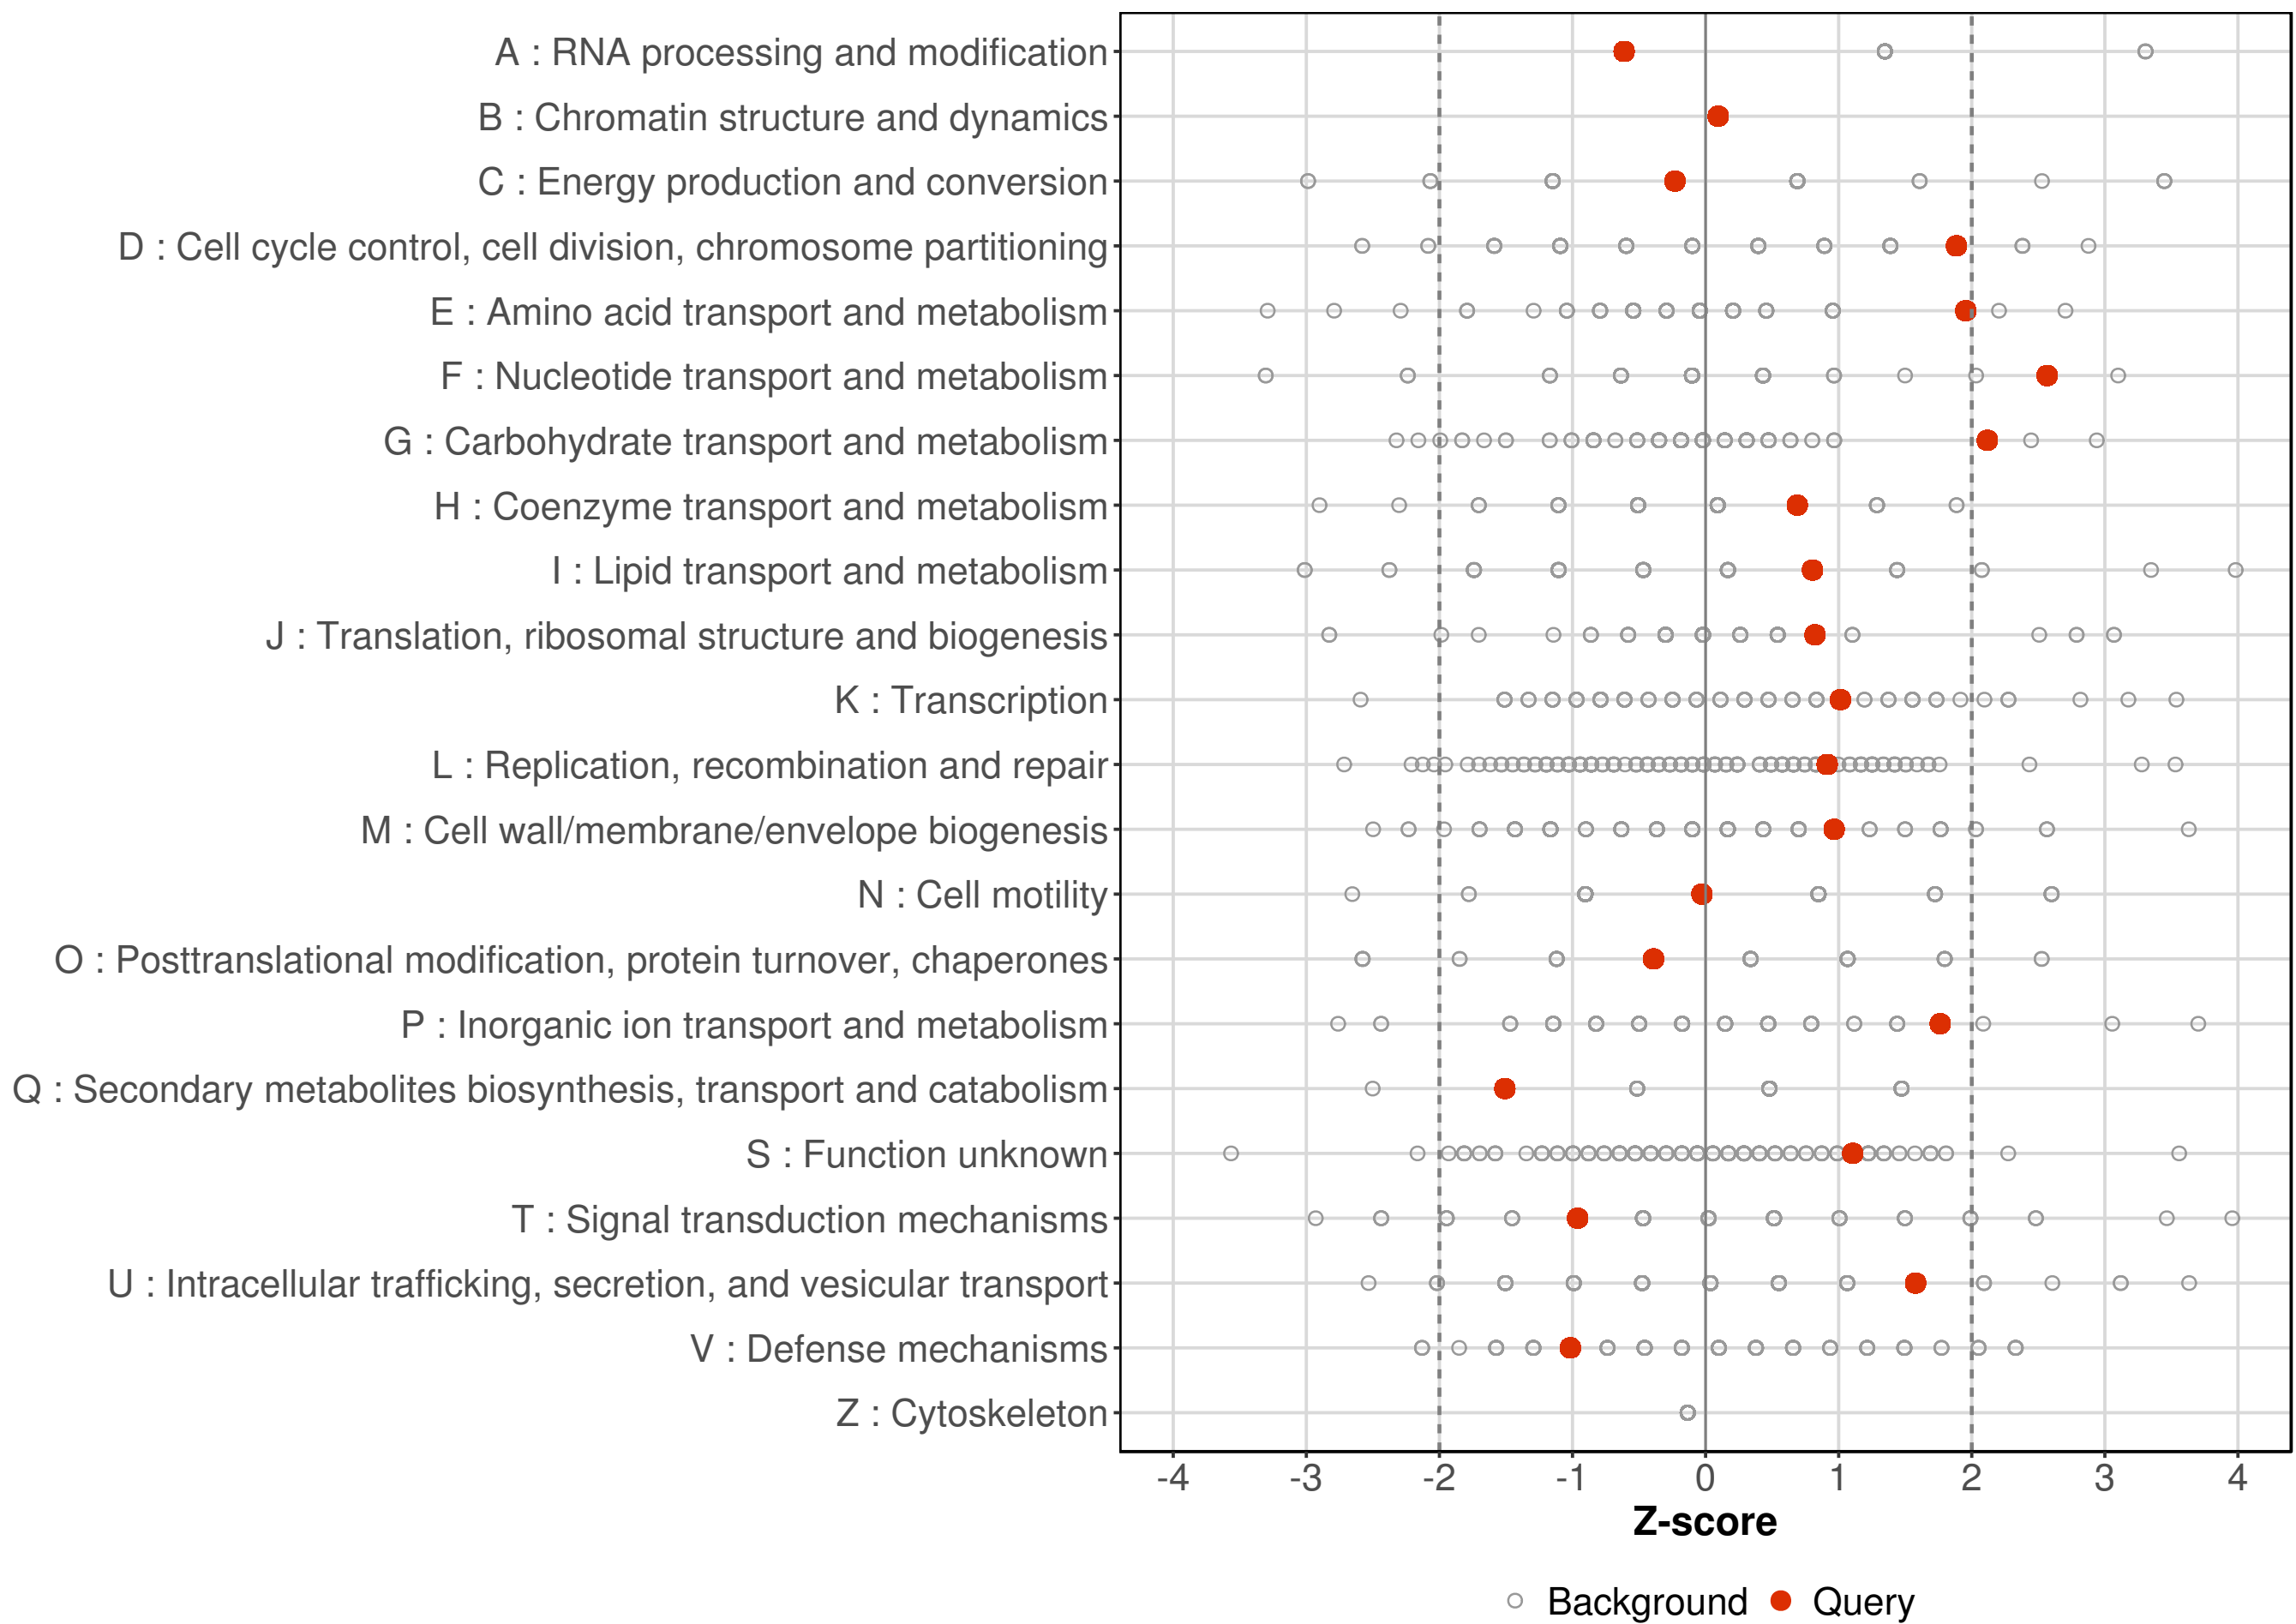 A : RNA processing and modification
B : Chromatin structure and dynamics
C : Energy production and conversion
D : Cell cycle control, cell division, chromosome partitioning
E : Amino acid transport and metabolism
F : Nucleotide transport and metabolism
G : Carbohydrate transport and metabolism
H : Coenzyme transport and metabolism
I : Lipid transport and metabolism
J : Translation, ribosomal structure and biogenesis
K : Transcription
L : Replication, recombination and repair
M : Cell wall/membrane/envelope biogenesis
N : Cell motility
O : Posttranslational modification, protein turnover, chaperones
P : Inorganic ion transport and metabolism
Q : Secondary metabolites biosynthesis, transport and catabolism
S : Function unknown
T : Signal transduction mechanisms
U : Intracellular trafficking, secretion, and vesicular transport
V : Defense mechanisms
Z : Cytoskeleton
-4 -3 -2 -1 0 1 2 3 4
Z-score
Background Query